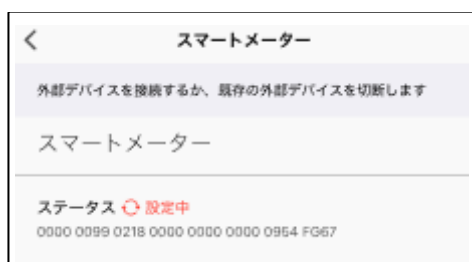 スマートメーター
外部デバイスを接続するか、既存の外部デバイスを切断します
スマートメーター
ステータス 設定中
0000 0099 0218 0000 0000 0000 0954 FG67